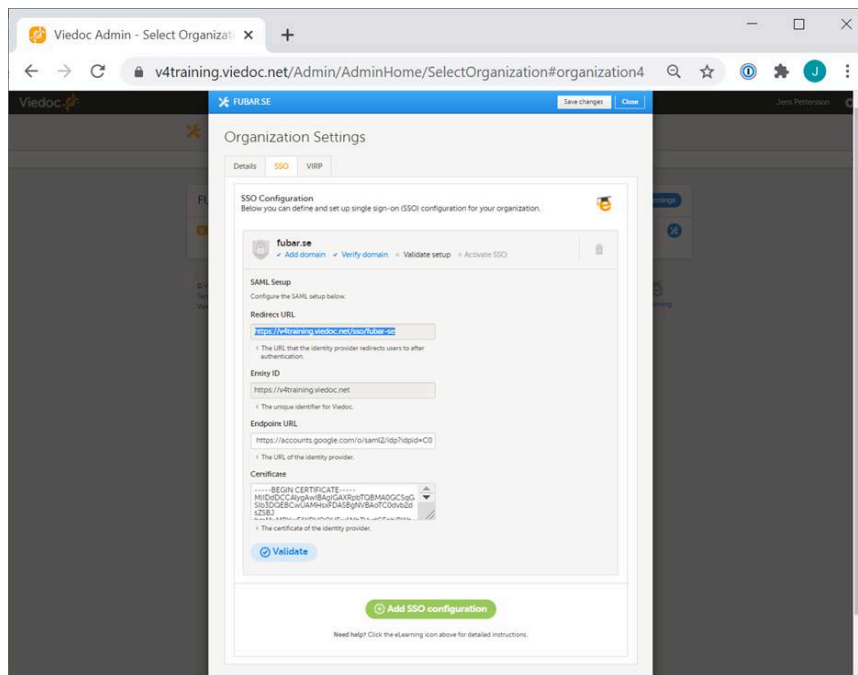 Viedoc Admin - Select Organizati
v4training.viedoc.net/Admin/AdminHome/SelectOrganization#organization4
J
Viedoc
FUBAR.SE
Save changes
Close
Jens Pettersson
Organization Settings
Details
SSO
VIRP
SSO Configuration
Below you can define and set up single sign-on (SSO) configuration for your organization.
fubar.se
Add domain
Verify domain
Validate setup
Activate SSO
SAML Setup
Configure the SAML setup below.
Redirect URL
https://v4training.viedoc.net/sso/fubar-se
The URL that the identity provider redirects users to after
authentication.
Entity ID
https://v4training.viedoc.net
The unique identifier for Viedoc.
Endpoint URL
https://accounts.google.com/o/saml2/idp?idpid=C0
The URL of the identity provider.
Certificate
-----BEGIN CERTIFICATE-----
The certificate of the identity provider.
Validate
Add SSO configuration
Need help? Click the eLearning icon above for detailed instructions.